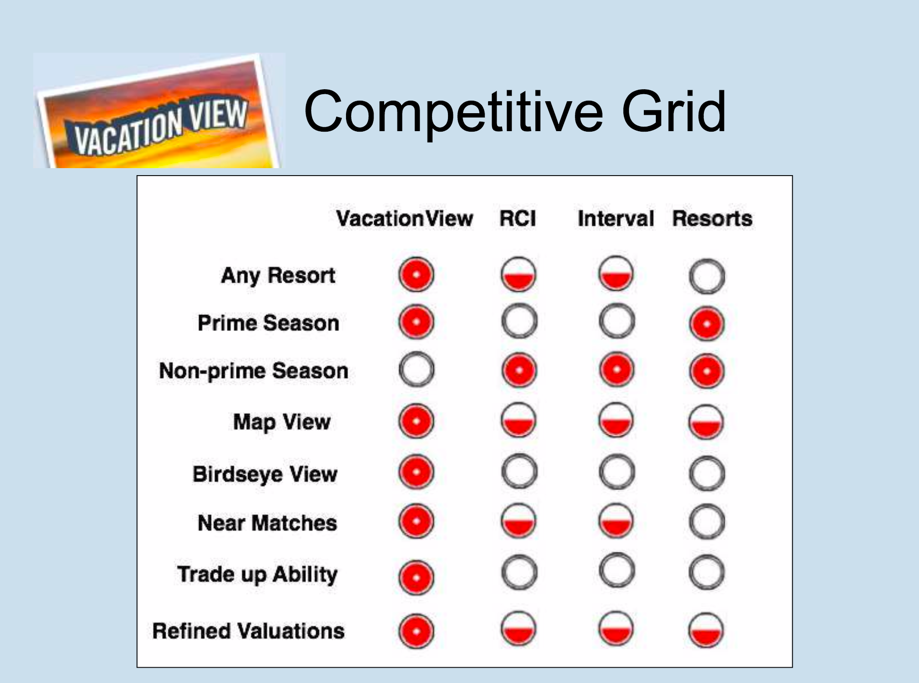 VACATION VIEW
Competitive Grid
VacationView RCI Interval Resorts
Any Resort
Prime Season
Non-prime Season
Map View
Birdseye View
Near Matches
Trade up Ability
Refined Valuations